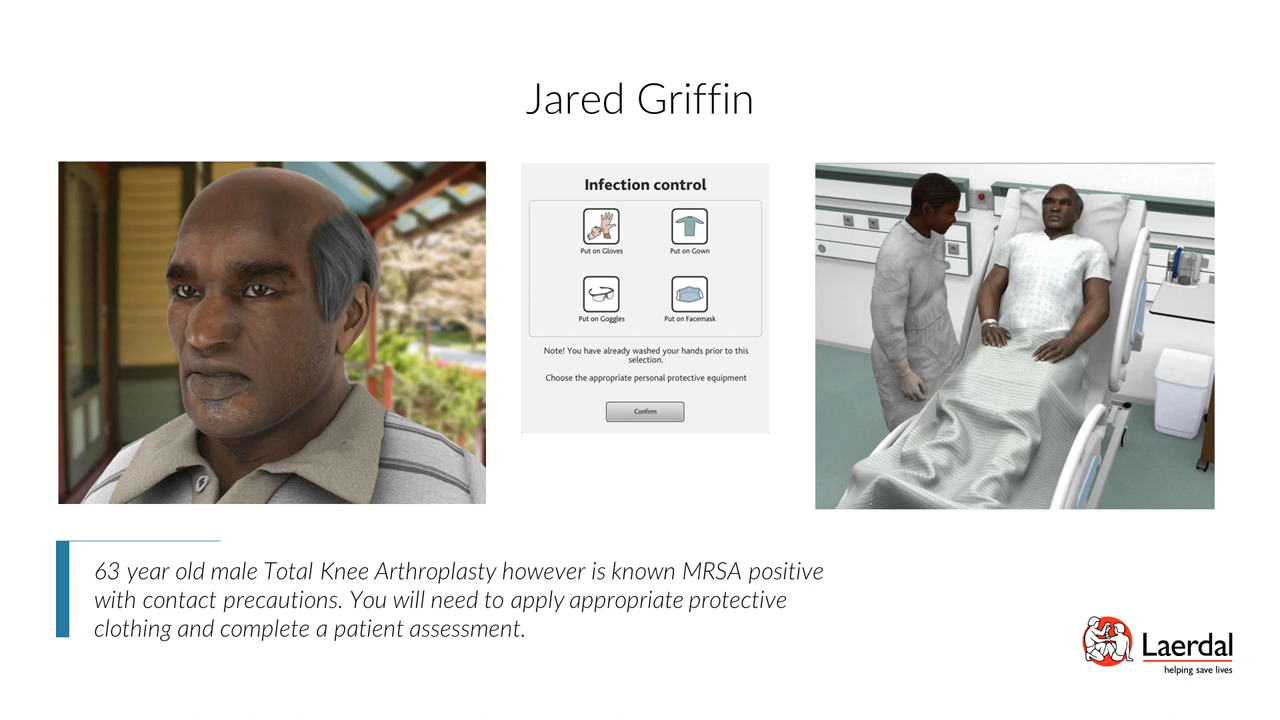 Jared Griffin
Infection control
Put on Gloves
Put on Gown
Put on Goggles
Put on Facemask
Note! You have already washed your hands prior to this
selection.
Choose the appropriate personal protective equipment
Confirm
63 year old male Total Knee Arthroplasty however is known MRSA positive
with contact precautions. You will need to apply appropriate protective
clothing and complete a patient assessment.
Laerdal
helping save lives